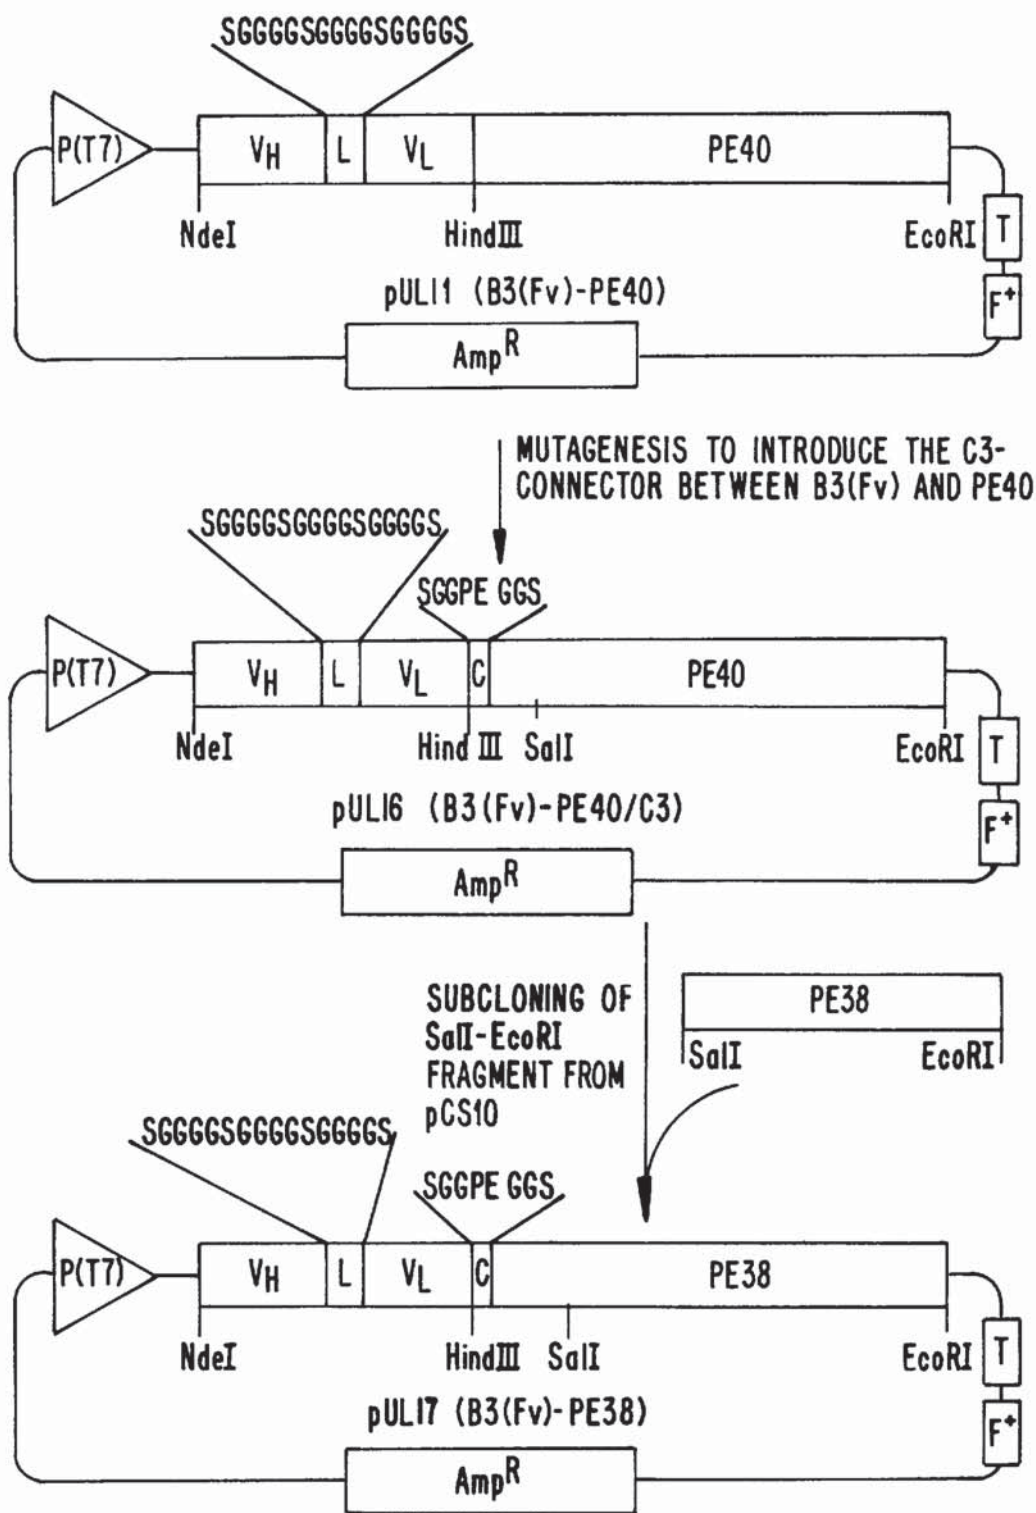 SGGGGSGGGGSGGGGS
P(T7) VH L VL PE40
NdeI HindIII EcoRI T
pULI1 (B3(Fv)-PE40) F+
AmpR
MUTAGENESIS TO INTRODUCE THE C3-
CONNECTOR BETWEEN B3(Fv) AND PE40
SGGGGSGGGGSGGGGS
SGGPE GGS
P(T7) VH L VL C PE40
NdeI Hind III SalI EcoRI T
pULI6 (B3(Fv)-PE40/C3) F+
AmpR
SUBCLONING OF
SalI-EcoRI
FRAGMENT FROM
pCS10
PE38
SalI EcoRI
SGGGGSGGGGSGGGGS
SGGPE GGS
P(T7) VH L VL C PE38
NdeI HindIII SalI EcoRI T
pULI7 (B3(Fv)-PE38) F+
AmpR